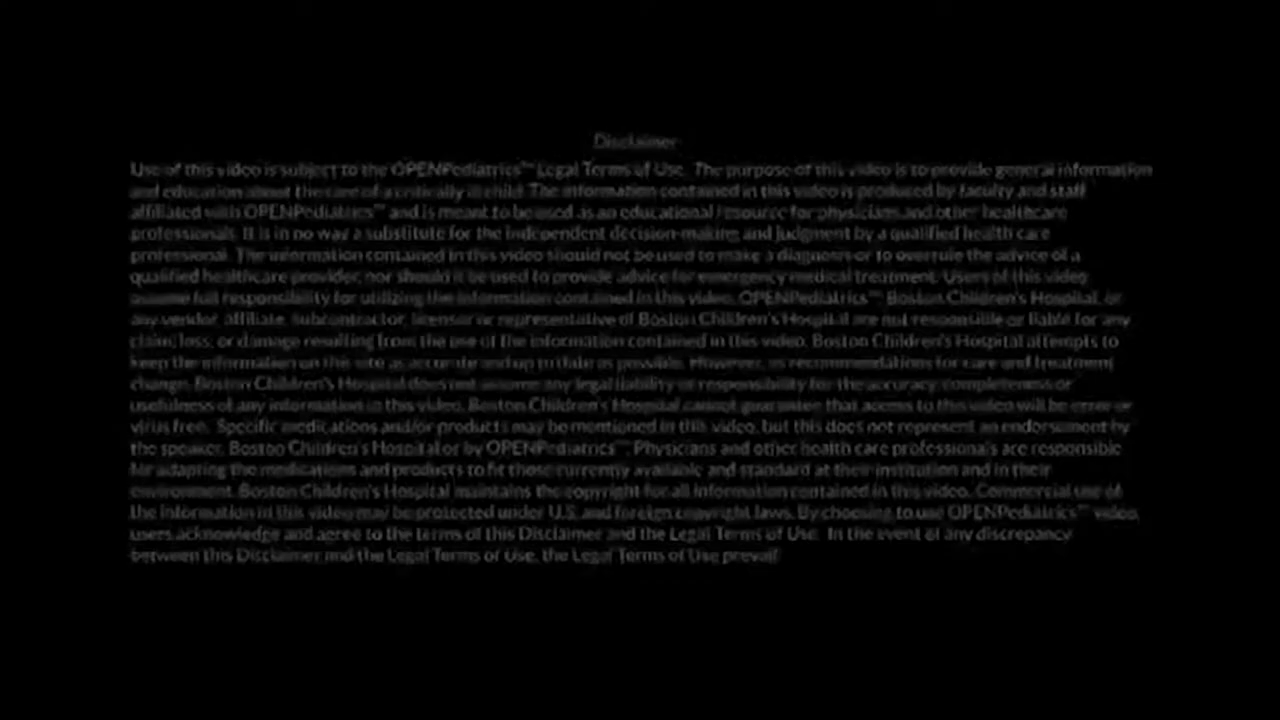 Disclaimer
Use of this video is subject to the OPENPediatrics™ Legal Terms of Use. The purpose of this video is to provide general information
and education about the care of a critically ill child. The information contained in this video is produced by faculty and staff
affiliated with OPENPediatrics™ and is meant to be used as an educational resource for physicians and other healthcare
professionals. It is in no way a substitute for the independent decision-making and judgment by a qualified health care
professional. The information contained in this video should not be used to make a diagnosis or to overrule the advice of a
qualified healthcare provider, nor should it be used to provide advice for emergency medical treatment. Users of this video
assume full responsibility for utilizing the information contained in this video. OPENPediatrics™, Boston Children's Hospital, or
any vendor, affiliate, subcontractor, licensor or representative of Boston Children's Hospital are not responsible or liable for any
claim, loss, or damage resulting from the use of the information contained in this video. Boston Children's Hospital attempts to
keep the information on this site as accurate and up to date as possible. However, as recommendations for care and treatment
change, Boston Children's Hospital does not assume any legal liability or responsibility for the accuracy, completeness or
usefulness of any information in this video. Boston Children's Hospital cannot guarantee that access to this video will be error or
virus free. Specific medications and/or products may be mentioned in this video, but this does not represent an endorsement by
the speaker, Boston Children's Hospital or by OPENPediatrics™. Physicians and other health care professionals are responsible
for adapting the medications and products to fit those currently available and standard at their institution and in their
environment. Boston Children's Hospital maintains the copyright for all information contained in this video. Commercial use of
the information in this video may be protected under U.S. and foreign copyright laws. By choosing to use OPENPediatrics™ video,
users acknowledge and agree to the terms of this Disclaimer and the Legal Terms of Use. In the event of any discrepancy
between this Disclaimer and the Legal Terms of Use, the Legal Terms of Use prevail